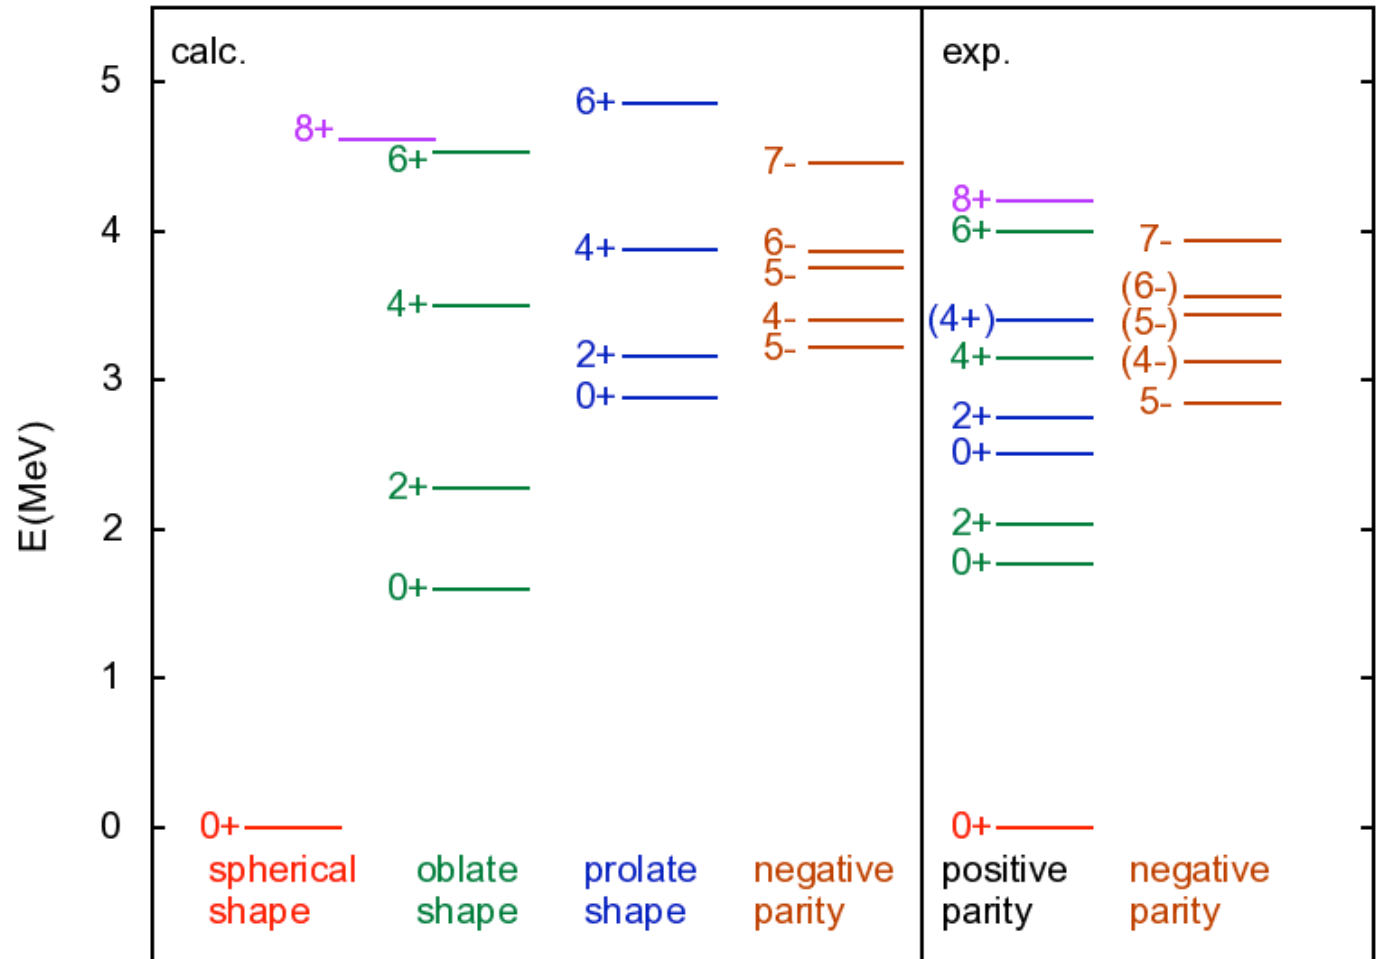 calc.
exp.
5
4
3
2
1
0
E(MeV)
8+
6+
4+
2+
0+
6+
4+
2+
0+
7-
6-
5-
4-
5-
0+
8+
6+
(4+)
4+
2+
0+
2+
0+
0+
7-
(6-)
(5-)
(4-)
5-
spherical
shape
oblate
shape
prolate
shape
negative
parity
positive
parity
negative
parity